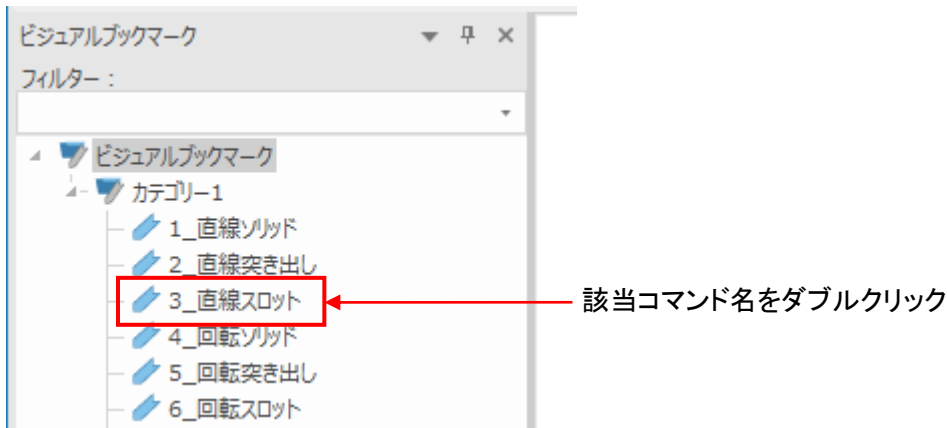 ビジュアルブックマーク
フィルター：
ビジュアルブックマーク
カテゴリー1
1_直線ソリッド
2_直線突き出し
3_直線スロット
該当コマンド名をダブルクリック
4_回転ソリッド
5_回転突き出し
6_回転スロット